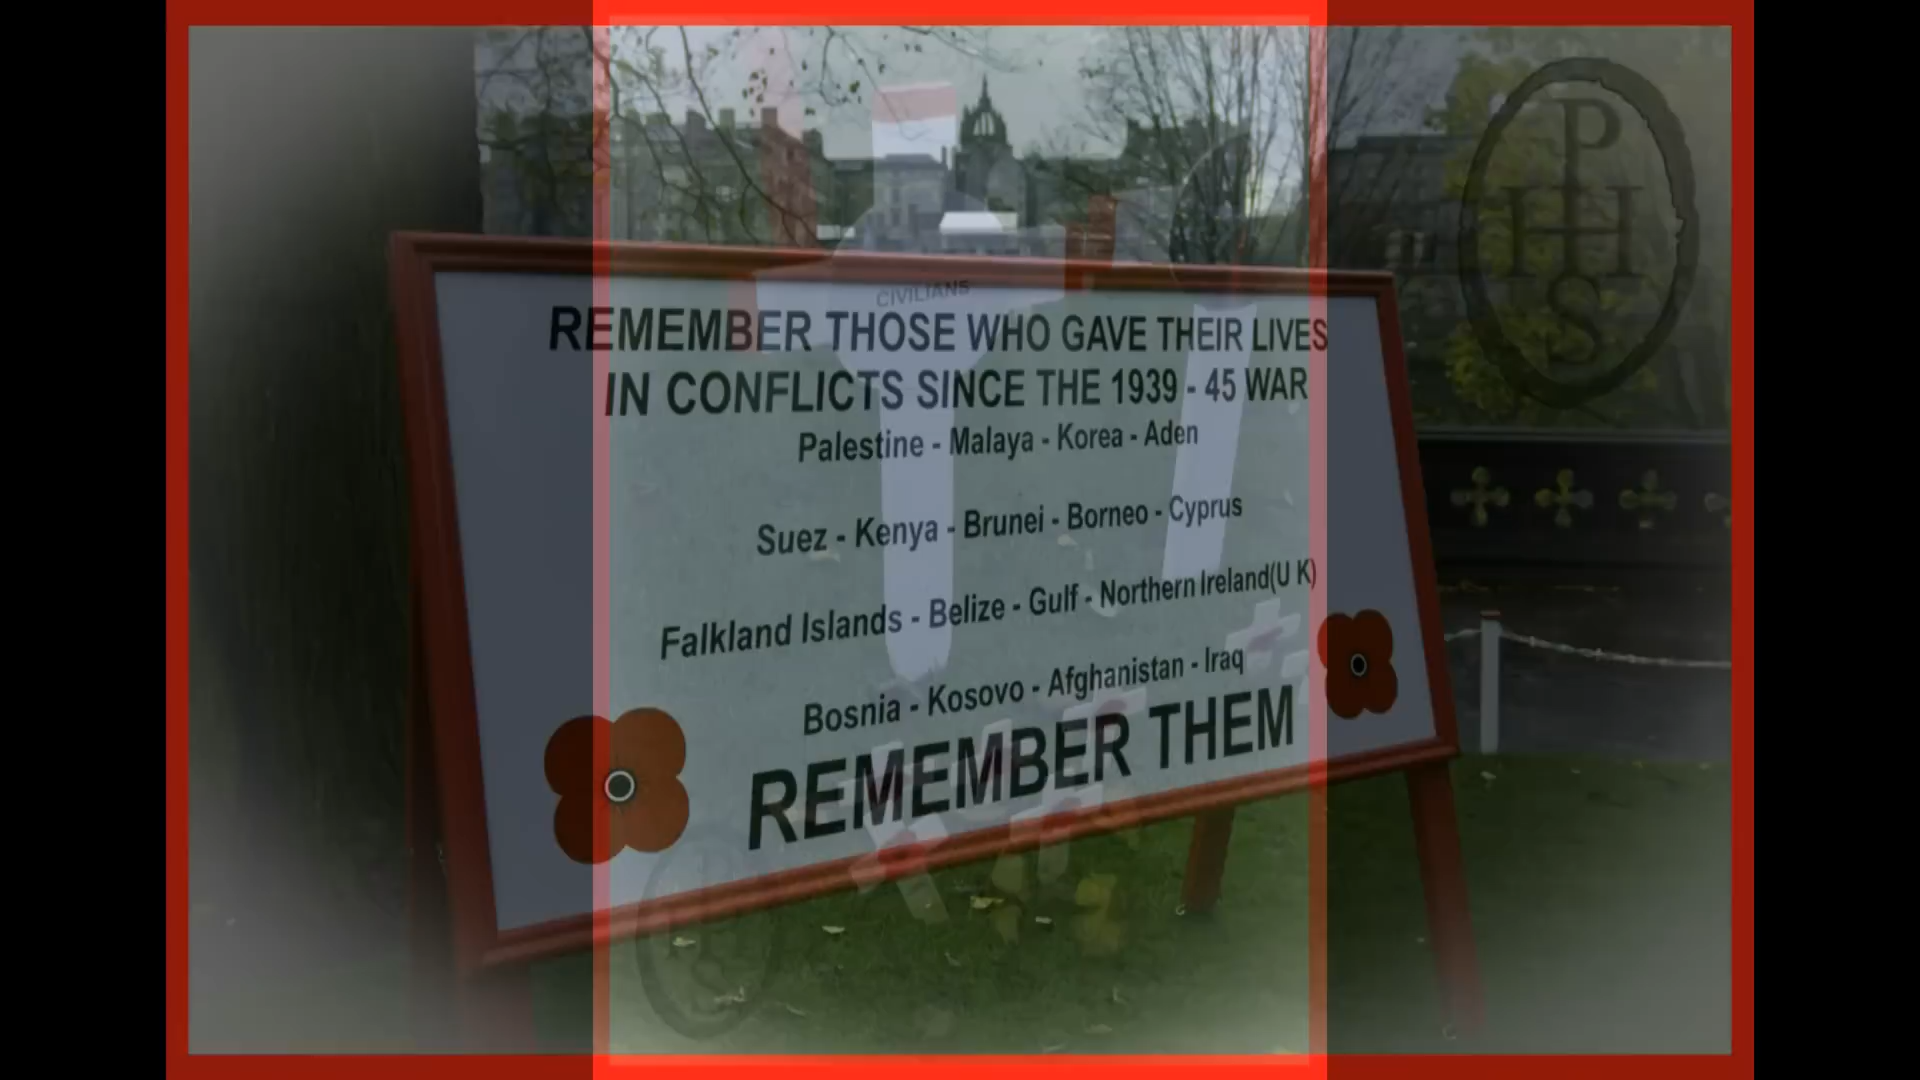 P
HHS
CIVILIANS
REMEMBER THOSE WHO GAVE THEIR LIVES
IN CONFLICTS SINCE THE 1939 - 45 WAR
Palestine - Malaya - Korea - Aden
Suez - Kenya - Brunei - Borneo - Cyprus
Falkland Islands - Belize - Gulf - Northern Ireland(U K)
Bosnia - Kosovo - Afghanistan - Iraq
REMEMBER THEM